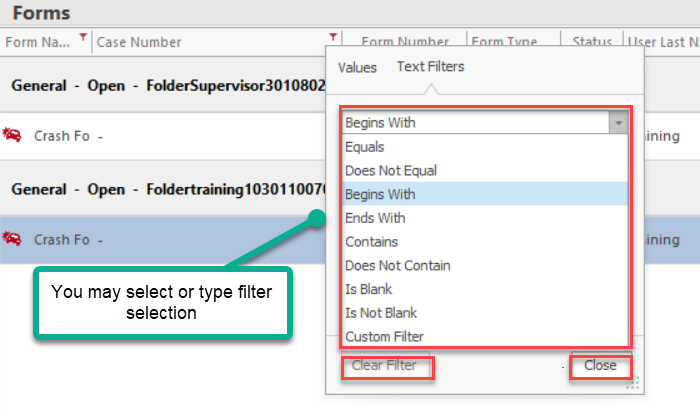 Forms
Form Na... Case Number Form Number Form Type Status User Last N
Values Text Filters
General - Open - FolderSupervisor3010802
Begins With
Crash Fo - ining
Equals
Does Not Equal
General - Open - Foldertraining1030110070
Begins With
Ends With
Crash Fo - ining
Contains
Does Not Contain
You may select or type filter
selection
Is Blank
Is Not Blank
Custom Filter
Clear Filter Close